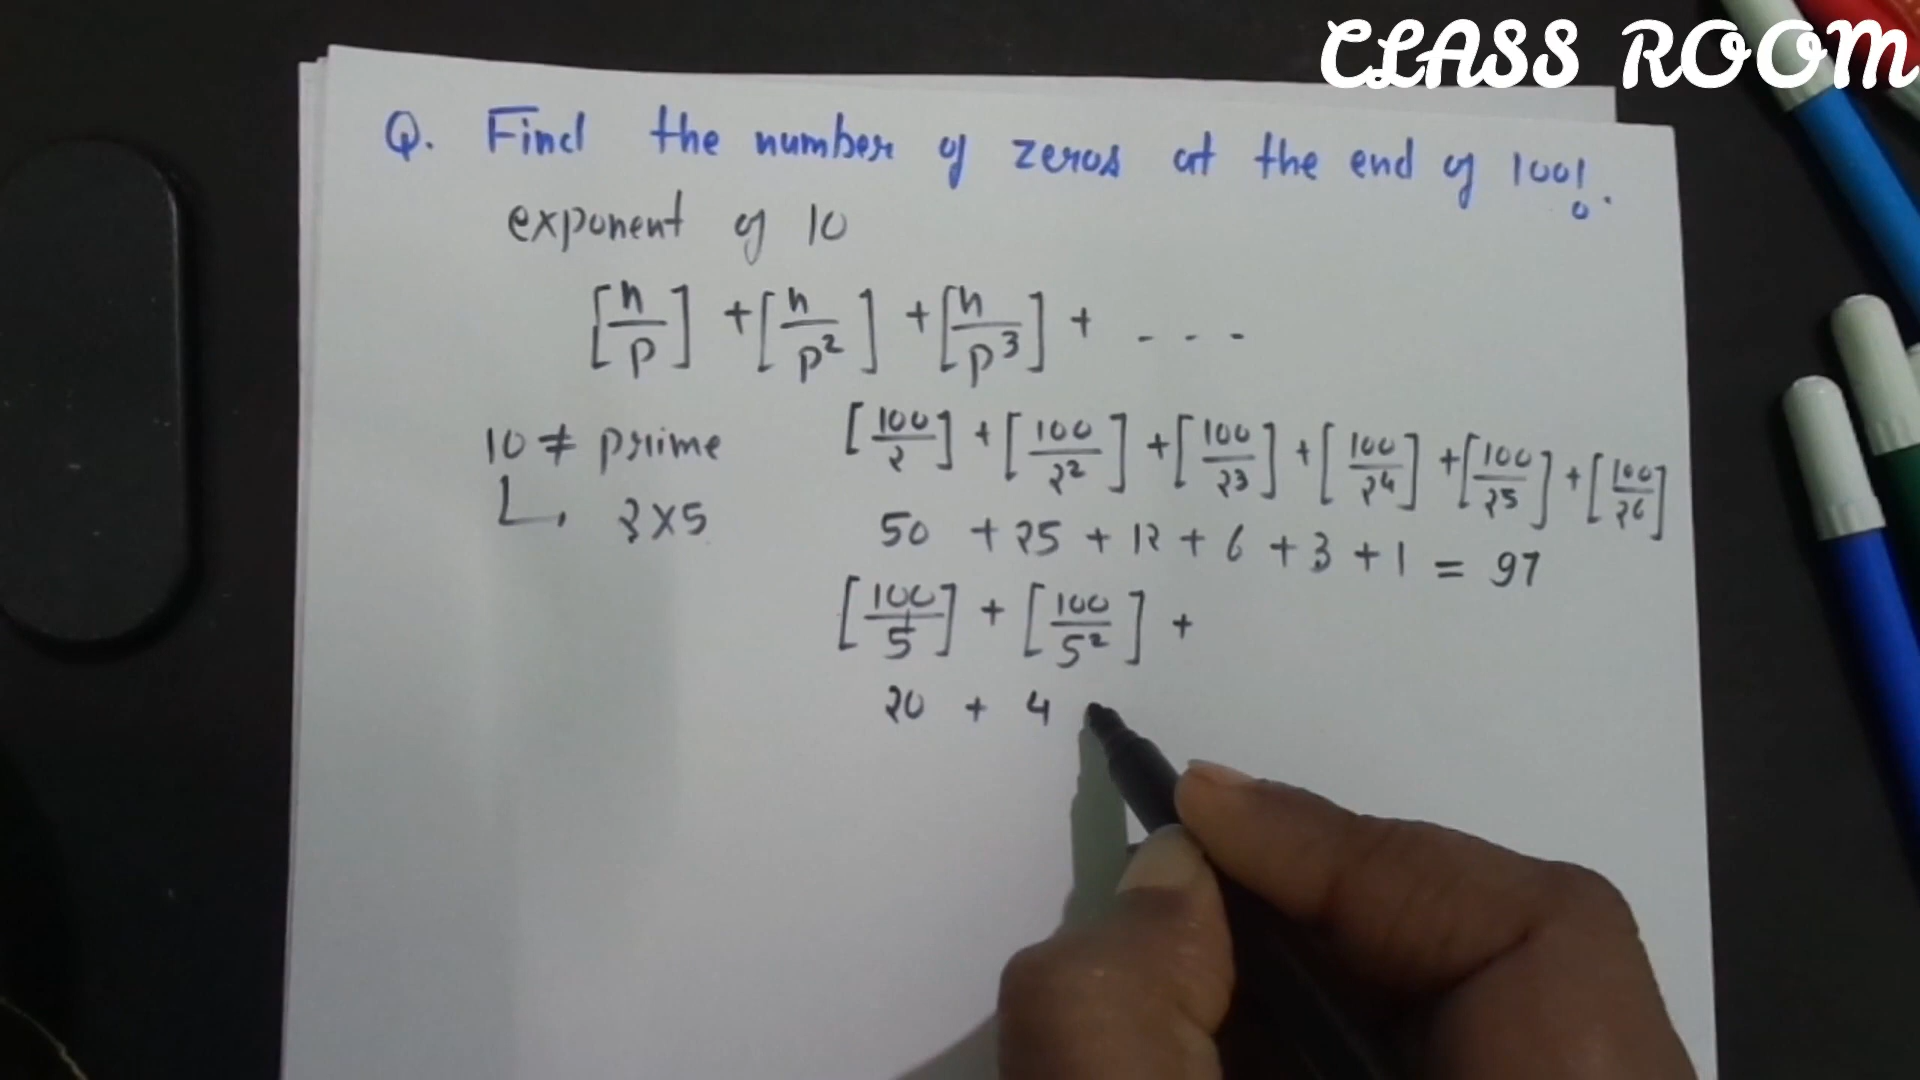 CLASS ROOM
Q. Find the number of zeros at the end of 100!.
exponent of 10
[n/p] + [n/p²] + [n/p³] + - - -
10 ≠ prime
2×5
[100/2] + [100/2²] + [100/2³] + [100/2⁴] + [100/2⁵] + [100/2⁶]
50 + 25 + 12 + 6 + 3 + 1 = 97
[100/5] + [100/5²] +
20 + 4